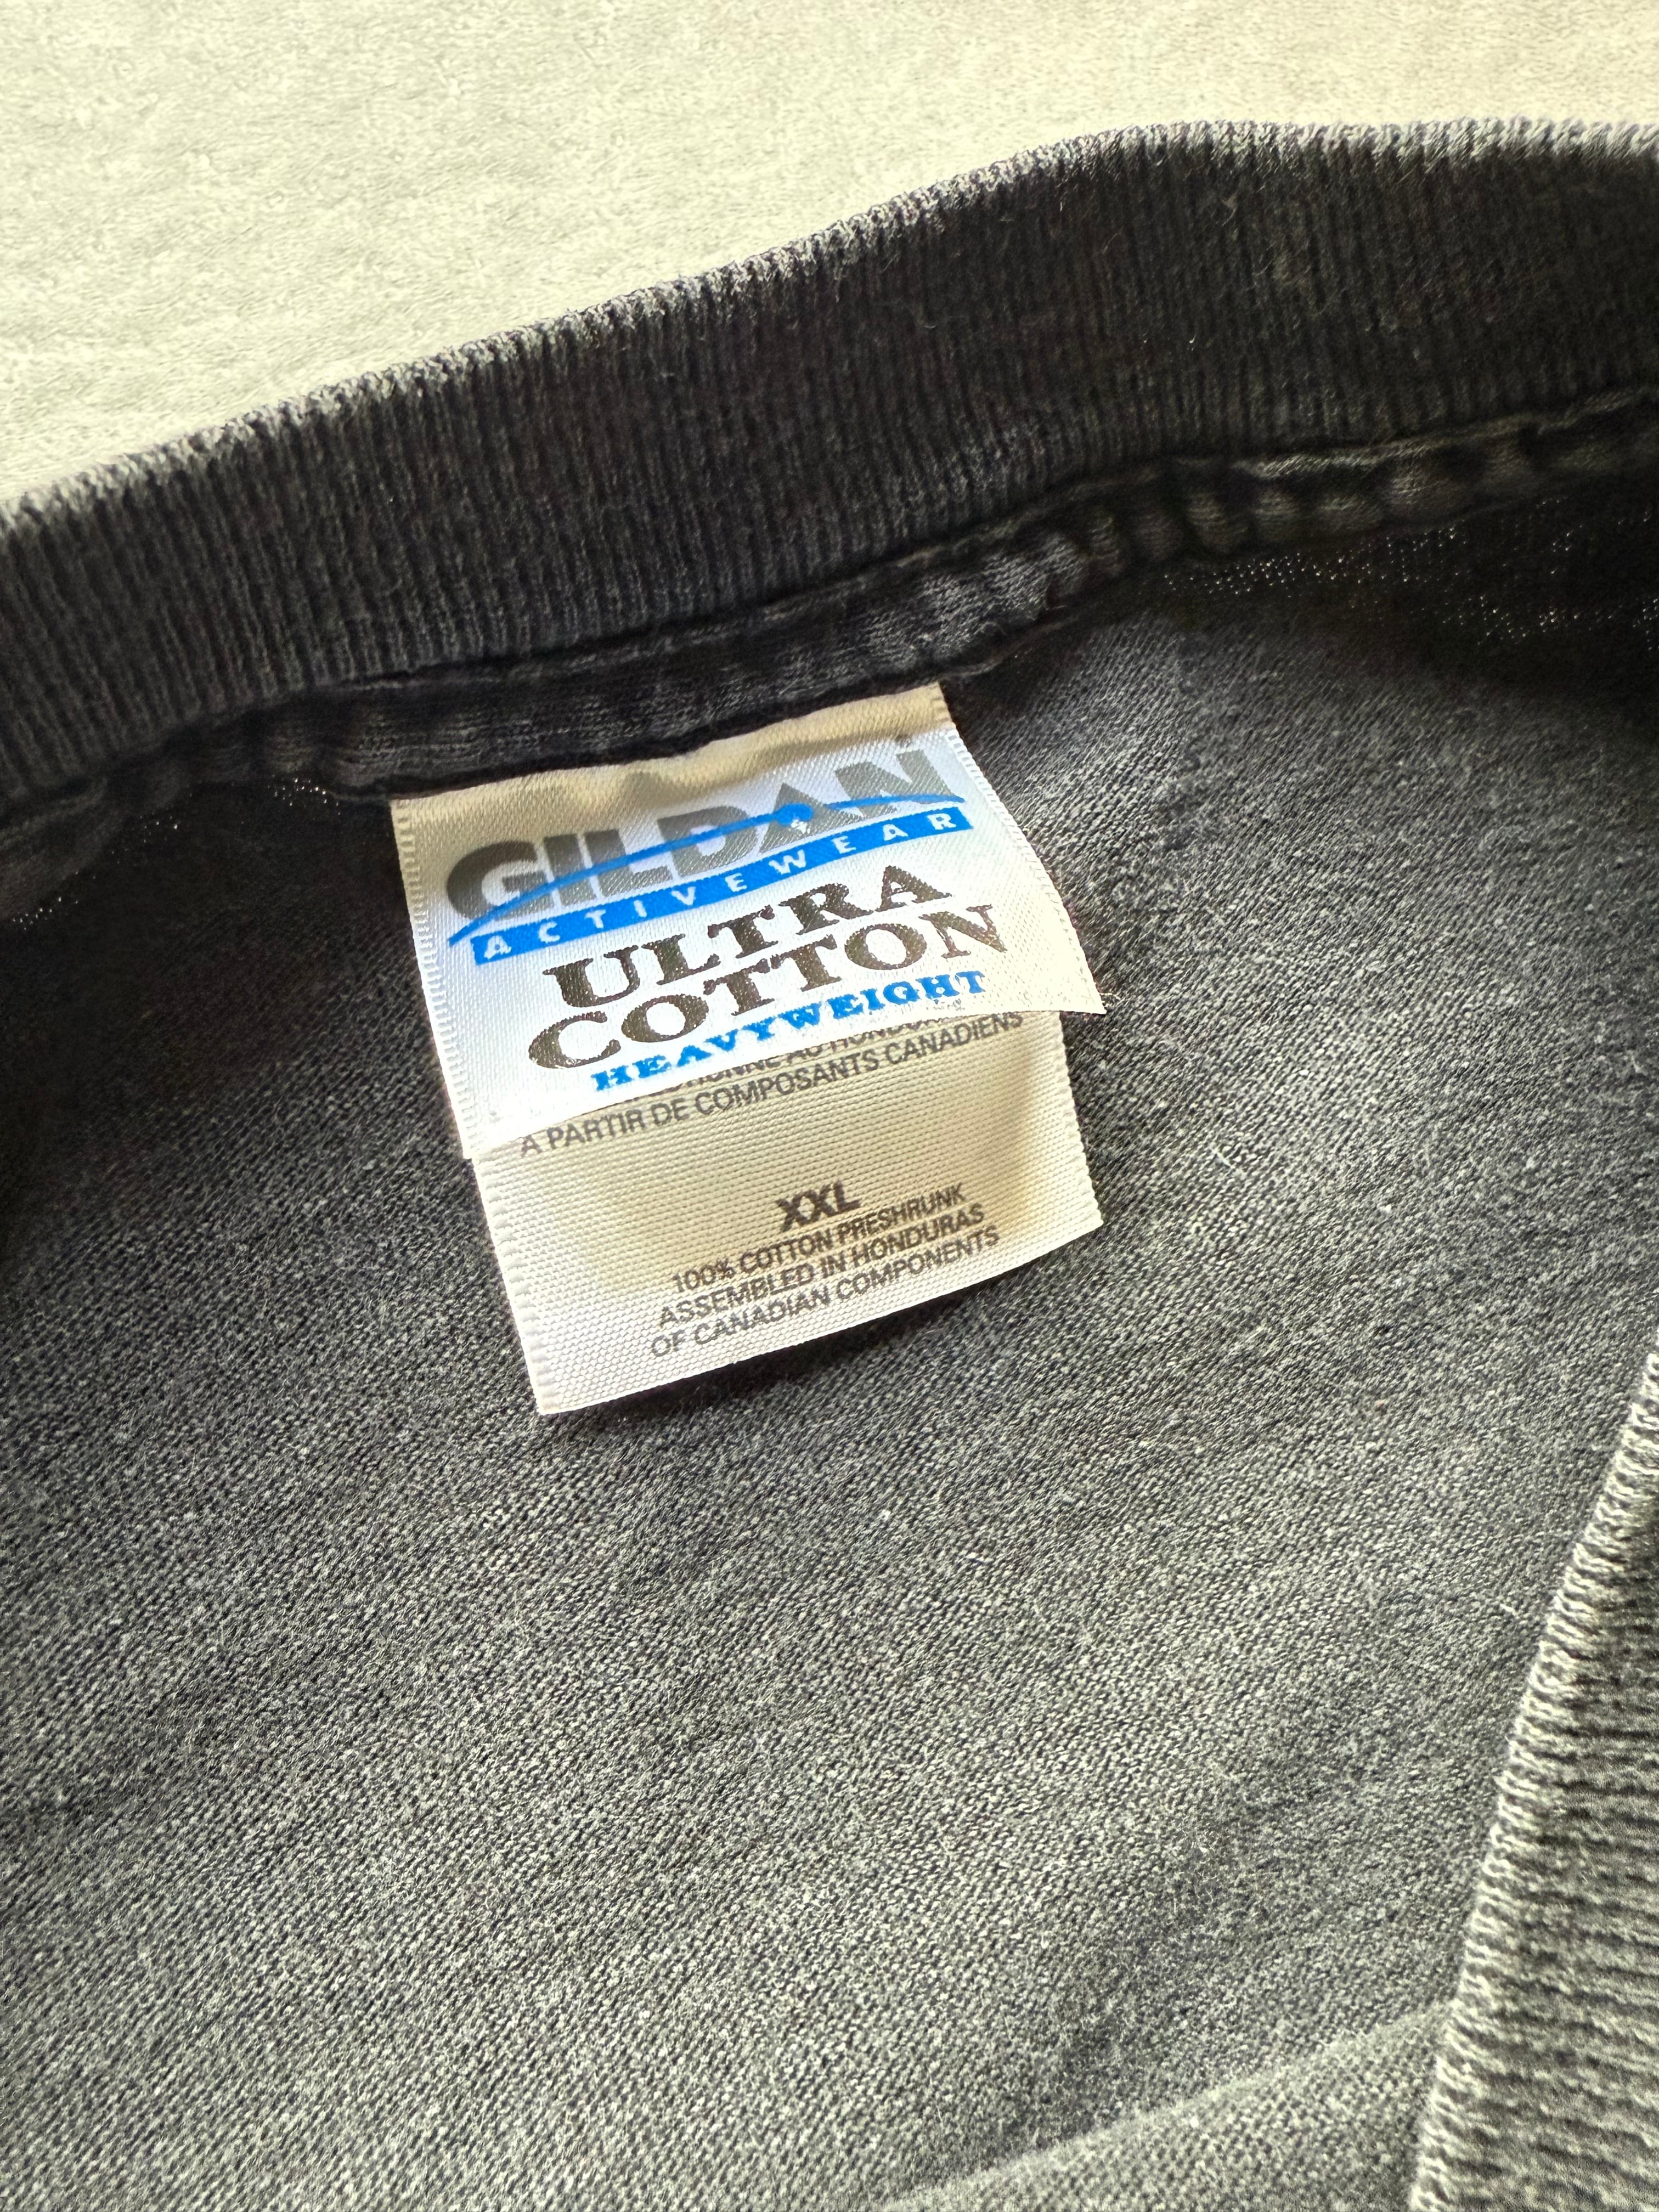 GILDAN
ACTIVEWEAR
ULTRA
COTTON
HEAVYWEIGHT
A PARTIR DE COMPOSANTS CANADIENS
XXL
100% COTTON PRESHRUNK
ASSEMBLED IN HONDURAS
OF CANADIAN COMPONENTS